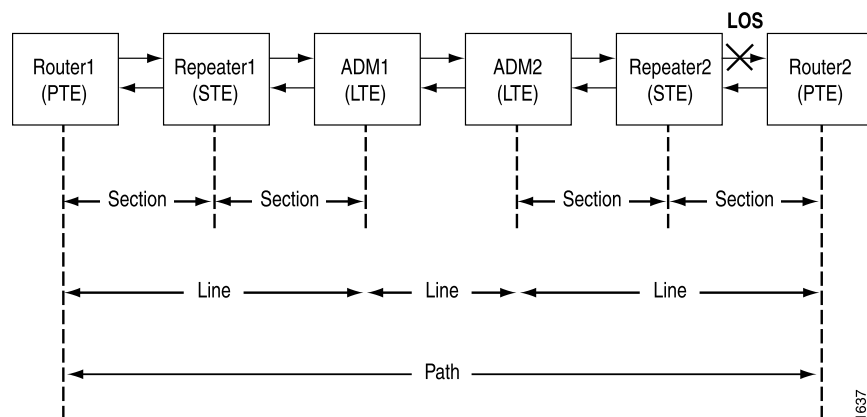 LOS
Router1
(PTE)
Repeater1
(STE)
ADM1
(LTE)
ADM2
(LTE)
Repeater2
(STE)
Router2
(PTE)
Section
Section
Section
Section
Line
Line
Line
Path
1637